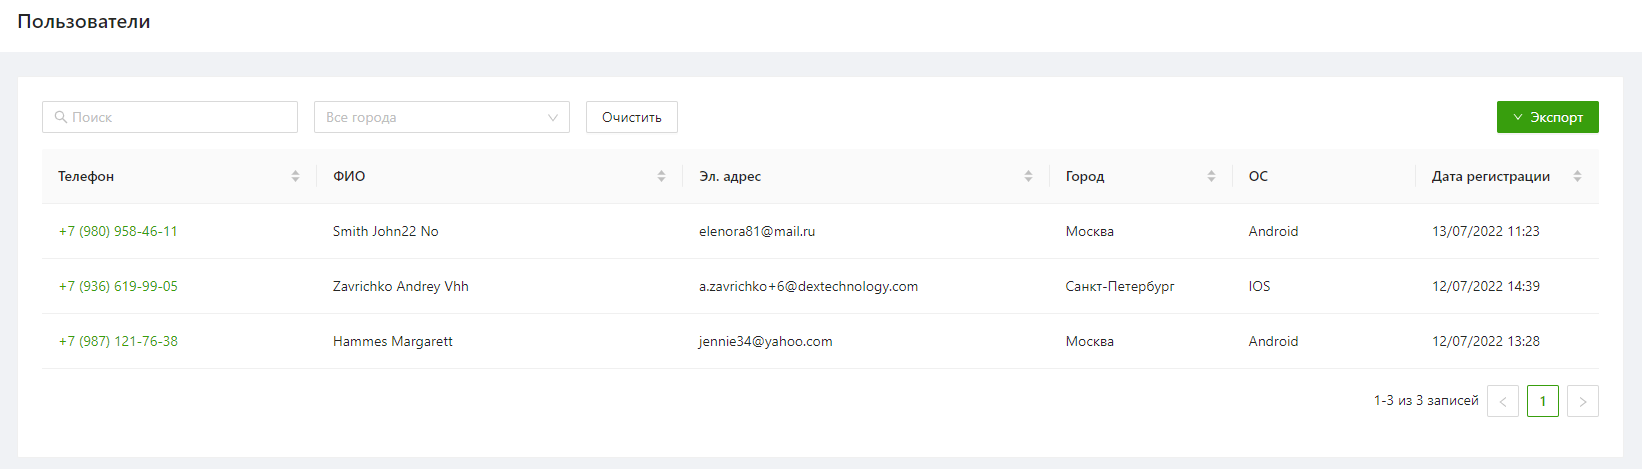 Пользователи
Поиск Все города Очистить Экспорт
Телефон ФИО Эл. адрес Город ОС Дата регистрации
+7 (980) 958-46-11 Smith John22 No elenora81@mail.ru Москва Android 13/07/2022 11:23
+7 (936) 619-99-05 Zavrichko Andrey Vhh a.zavrichko+6@dextechnology.com Санкт-Петербург IOS 12/07/2022 14:39
+7 (987) 121-76-38 Hammes Margarett jennie34@yahoo.com Москва Android 12/07/2022 13:28
1-3 из 3 записей < 1 >